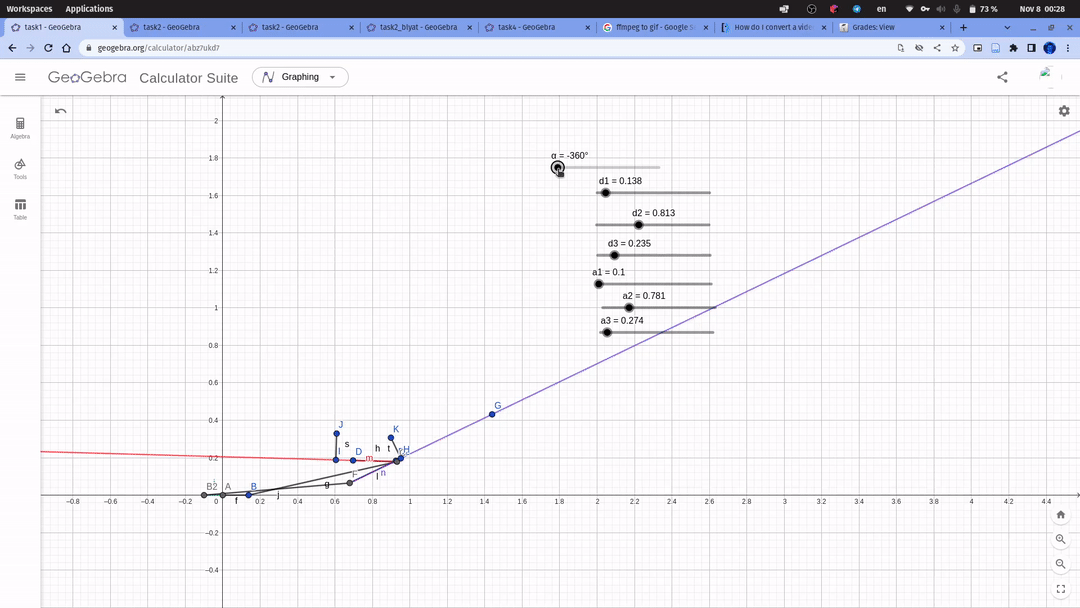 Workspaces Applications en 73 % Nov 8 00:28
task1 - GeoGebra task2 - GeoGebra task2 - GeoGebra task2_blyat - GeoGebra task4 - GeoGebra ffmpeg to gif - Google S How do I convert a vid Grades: View
geogebra.org/calculator/abz7ukd7
GeoGebra Calculator Suite Graphing
Algebra
Tools
Table
α = -360°
d1 = 0.138
d2 = 0.813
d3 = 0.235
a1 = 0.1
a2 = 0.781
a3 = 0.274
2
1.8
1.6
1.4
1.2
1
0.8
0.6
0.4
0.2
−0.2
−0.4
−0.8 −0.6 −0.4 −0.2 0 0.2 0.4 0.6 0.8 1 1.2 1.4 1.6 1.8 2 2.2 2.4 2.6 2.8 3 3.2 3.4 3.6 3.8 4 4.2 4.4
G
J
K
s h t H
D m
F n
g
B2 A B
f j